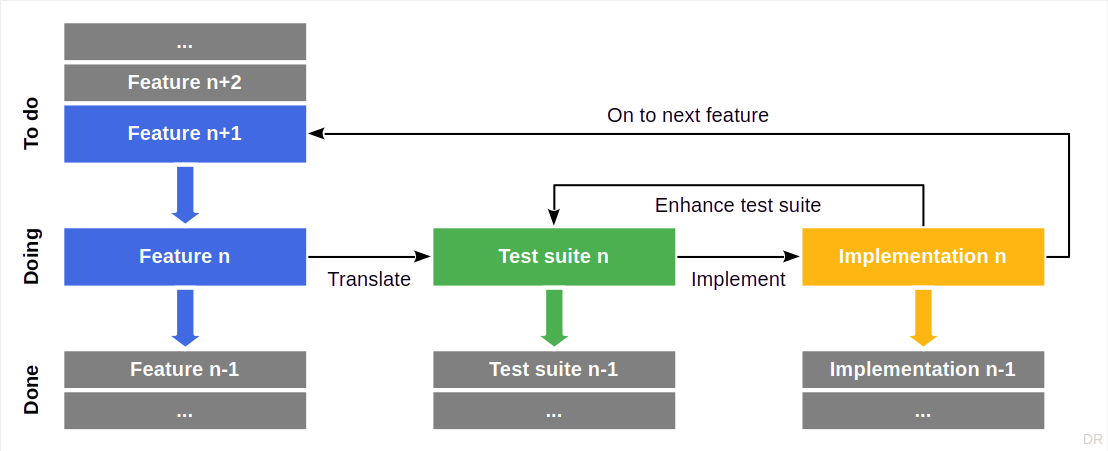 To do
...
Feature n+2
Feature n+1
On to next feature
Enhance test suite
Doing
Feature n
Translate
Test suite n
Implement
Implementation n
Done
Feature n-1
Test suite n-1
Implementation n-1
...
...
...
DR